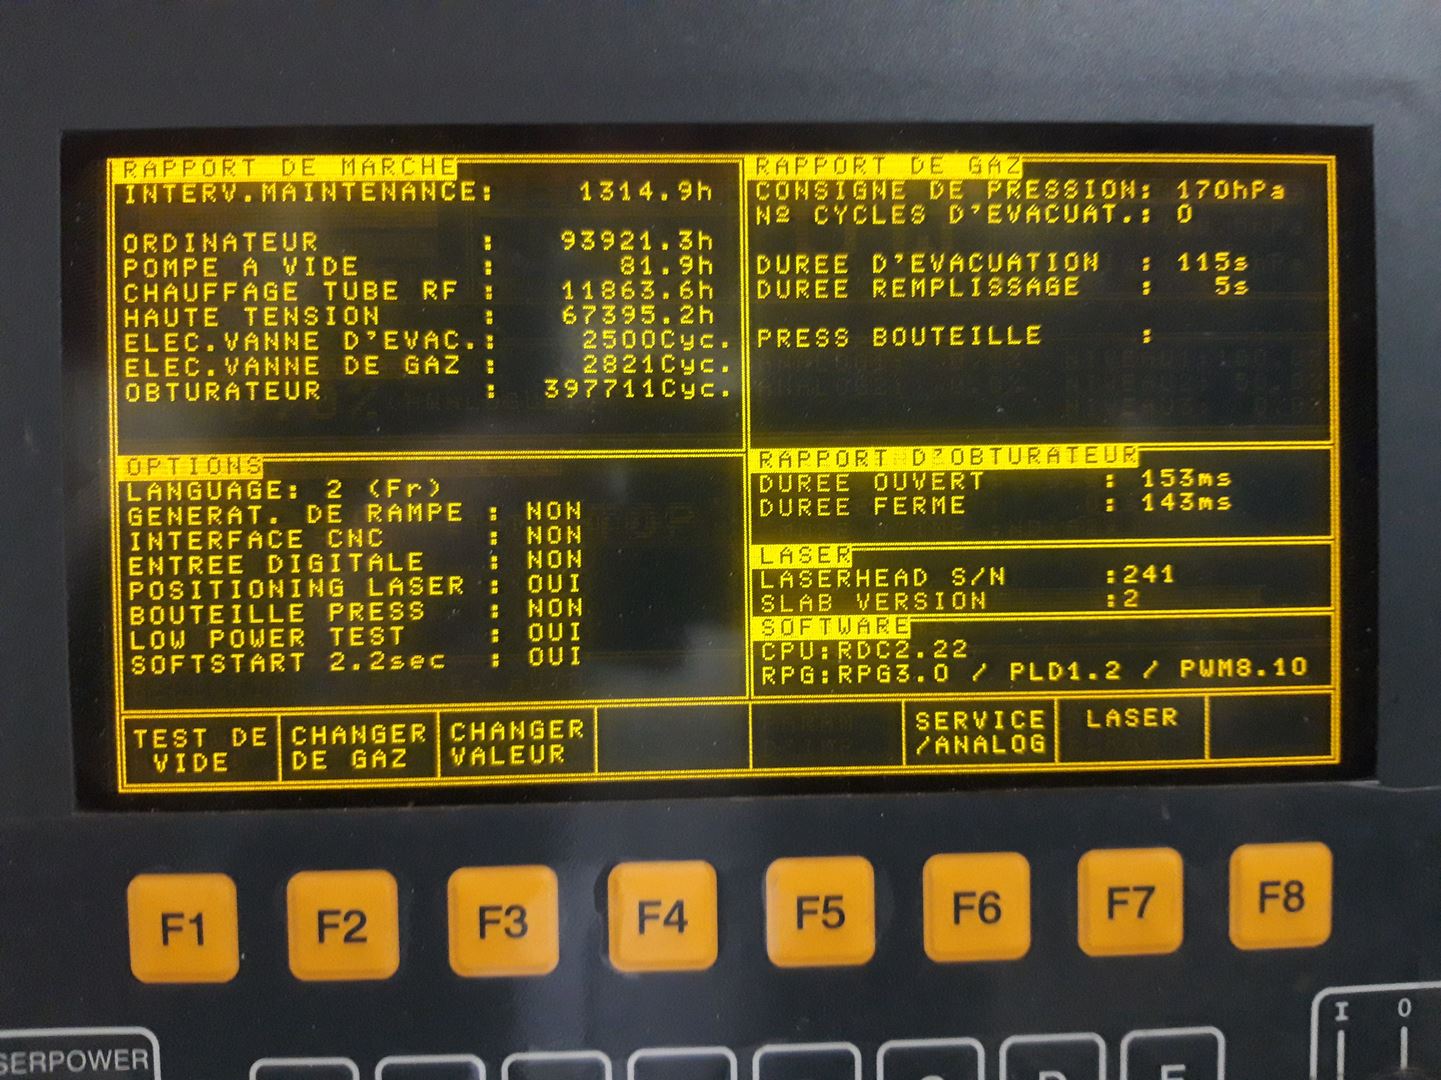 RAPPORT DE MARCHE
INTERV.MAINTENANCE: 1314.9h
ORDINATEUR : 93921.3h
POMPE A VIDE : 81.9h
CHAUFFAGE TUBE RF : 11863.6h
HAUTE TENSION : 67395.2h
ELEC.VANNE D'EVAC.: 2500Cyc.
ELEC.VANNE DE GAZ : 2821Cyc.
OBTURATEUR : 397711Cyc.
RAPPORT DE GAZ
CONSIGNE DE PRESSION: 170hPa
Nº CYCLES D'EVACUAT.: 0
DUREE D'EVACUATION : 115s
DUREE REMPLISSAGE : 5s
PRESS BOUTEILLE :
OPTIONS
LANGUAGE: 2 (Fr)
GENERAT. DE RAMPE : NON
INTERFACE CNC : NON
ENTREE DIGITALE : NON
POSITIONING LASER : OUI
BOUTEILLE PRESS : NON
LOW POWER TEST : OUI
SOFTSTART 2.2sec : OUI
RAPPORT D'OBTURATEUR
DUREE OUVERT : 153ms
DUREE FERME : 143ms
LASER
LASERHEAD S/N :241
SLAB VERSION :2
SOFTWARE
CPU:RDC2.22
RPG:RPG3.0 / PLD1.2 / PWM8.10
TEST DE
VIDE
CHANGER
DE GAZ
CHANGER
VALEUR
SERVICE
/ANALOG
LASER
F1 F2 F3 F4 F5 F6 F7 F8
I O
SERPOWER